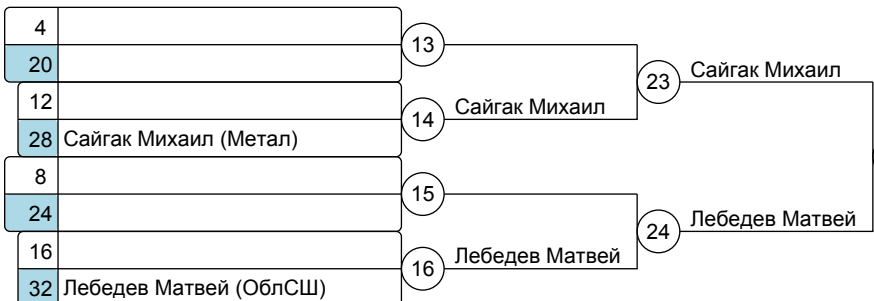 4
13
20
23 Сайгак Михаил
12
14 Сайгак Михаил
28 Сайгак Михаил (Метал)
8
15
24
24 Лебедев Матвей
16
16 Лебедев Матвей
32 Лебедев Матвей (ОблСШ)